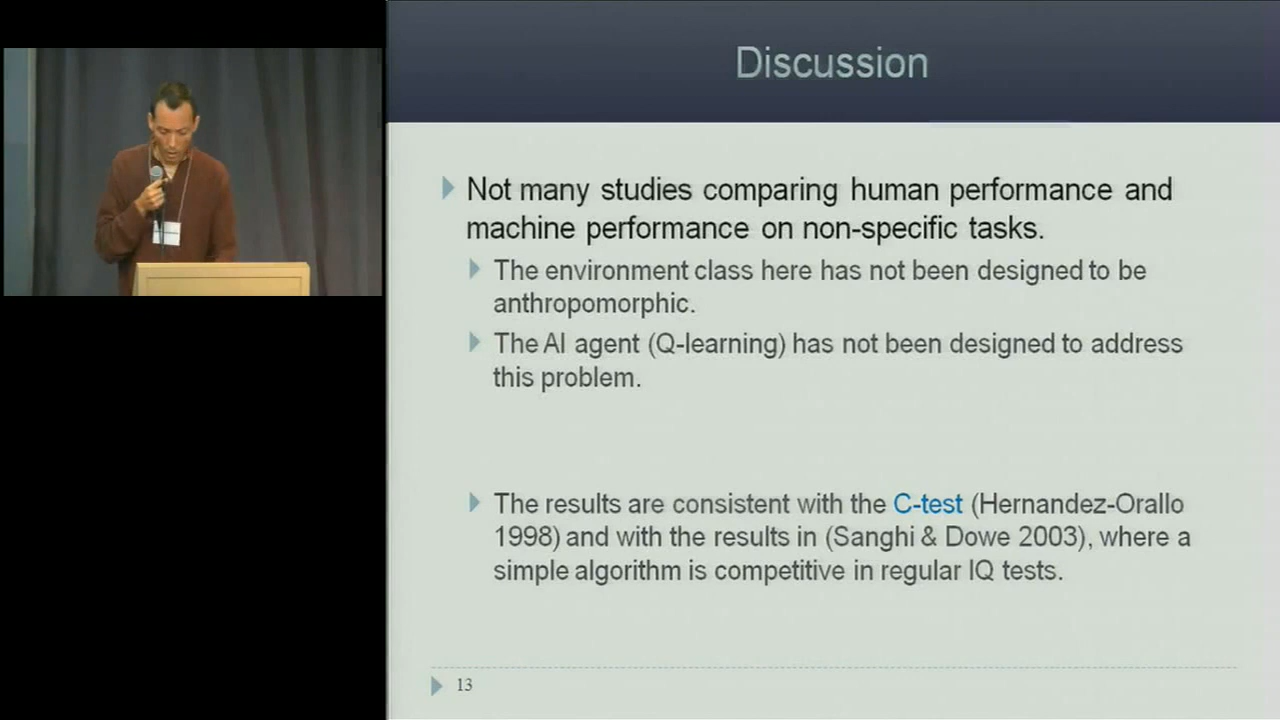 Discussion
Not many studies comparing human performance and
machine performance on non-specific tasks.
The environment class here has not been designed to be
anthropomorphic.
The AI agent (Q-learning) has not been designed to address
this problem.
The results are consistent with the C-test (Hernandez-Orallo
1998) and with the results in (Sanghi & Dowe 2003), where a
simple algorithm is competitive in regular IQ tests.
13